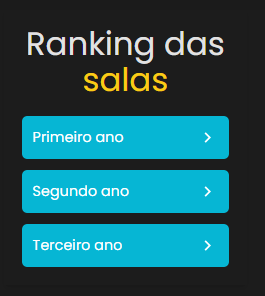 Ranking das
salas
Primeiro ano
Segundo ano
Terceiro ano